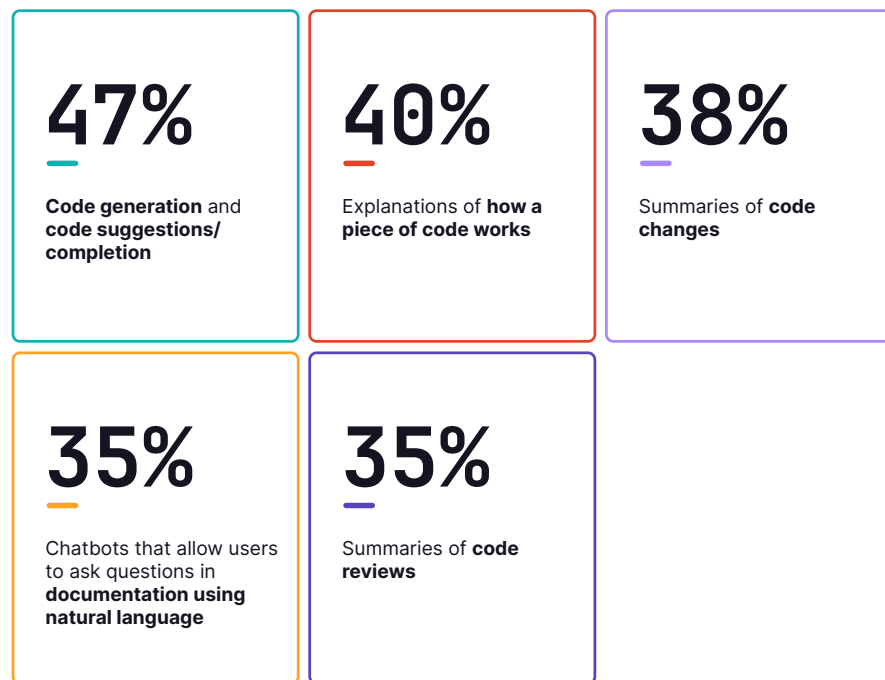 47%
Code generation and
code suggestions/
completion
40%
Explanations of how a
piece of code works
38%
Summaries of code
changes
35%
Chatbots that allow users
to ask questions in
documentation using
natural language
35%
Summaries of code
reviews